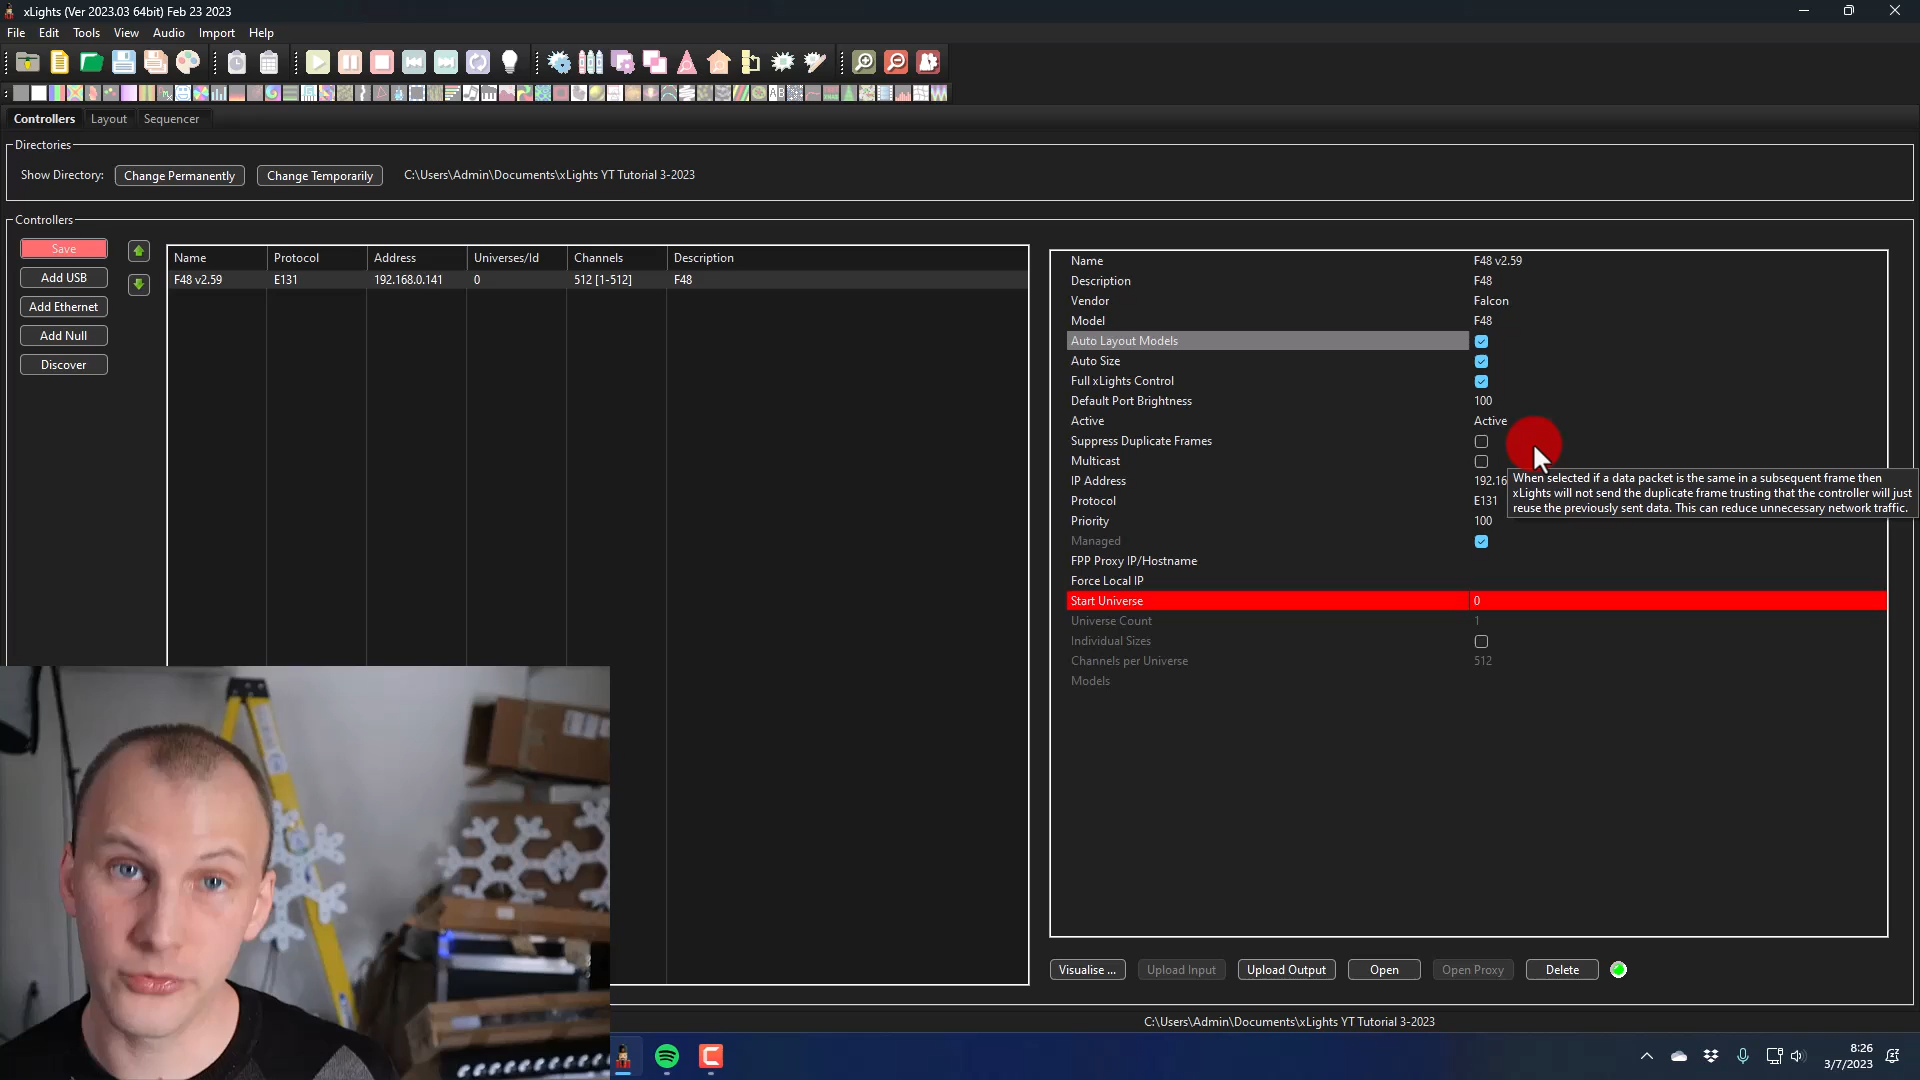 xLights (Ver 2023.03 64bit) Feb 23 2023
File Edit Tools View Audio Import Help
Controllers Layout Sequencer
Directories
Show Directory: Change Permanently Change Temporarily C:\Users\Admin\Documents\xLights YT Tutorial 3-2023
Controllers
Save
Add USB
Add Ethernet
Add Null
Discover
Name Protocol Address Universes/Id Channels Description
F48 v2.59 E131 192.168.0.141 0 512 [1-512] F48
Name F48 v2.59
Description F48
Vendor Falcon
Model F48
Auto Layout Models
Auto Size
Full xLights Control
Default Port Brightness 100
Active Active
Suppress Duplicate Frames
Multicast
IP Address 192.16
Protocol E131
Priority 100
Managed
FPP Proxy IP/Hostname
Force Local IP
Start Universe 0
Universe Count 1
Individual Sizes
Channels per Universe 512
Models
When selected if a data packet is the same in a subsequent frame then
xLights will not send the duplicate frame trusting that the controller will just
reuse the previously sent data. This can reduce unnecessary network traffic.
Visualise ... Upload Input Upload Output Open Open Proxy Delete
C:\Users\Admin\Documents\xLights YT Tutorial 3-2023
8:26
3/7/2023